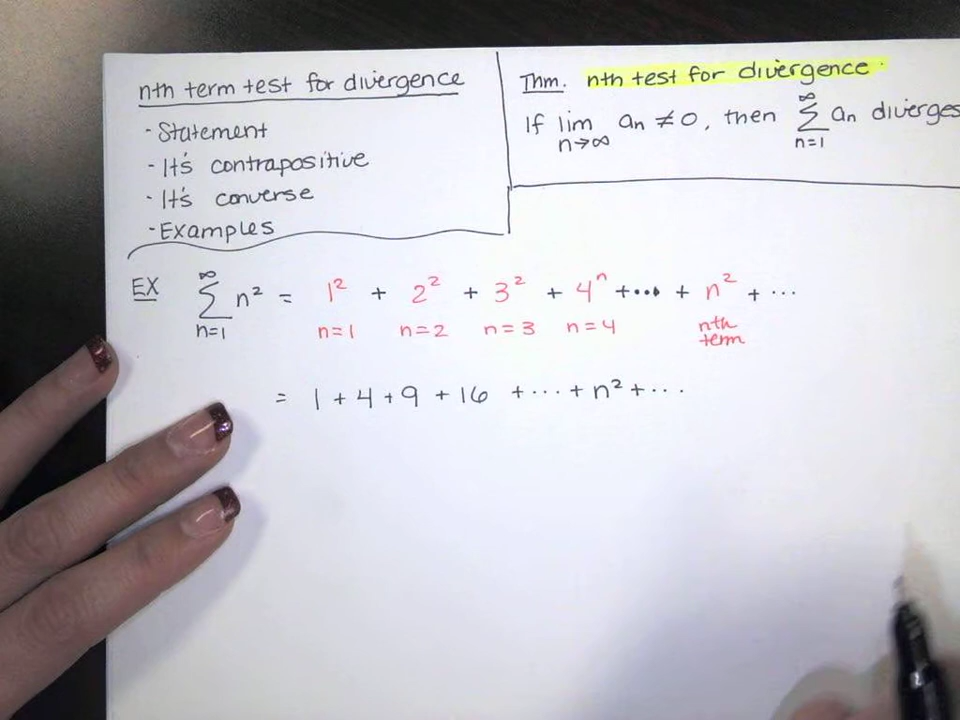 nth term test for divergence
- Statement
- It's contrapositive
- It's converse
- Examples
Thm. nth test for divergence
If lim n→∞ an ≠ 0, then ∞ Σ n=1 an diverges
EX ∞ Σ n=1 n² = 1² + 2² + 3² + 4ⁿ + ... + n² + ...
n=1 n=2 n=3 n=4 nth term
= 1 + 4 + 9 + 16 + ... + n² + ...